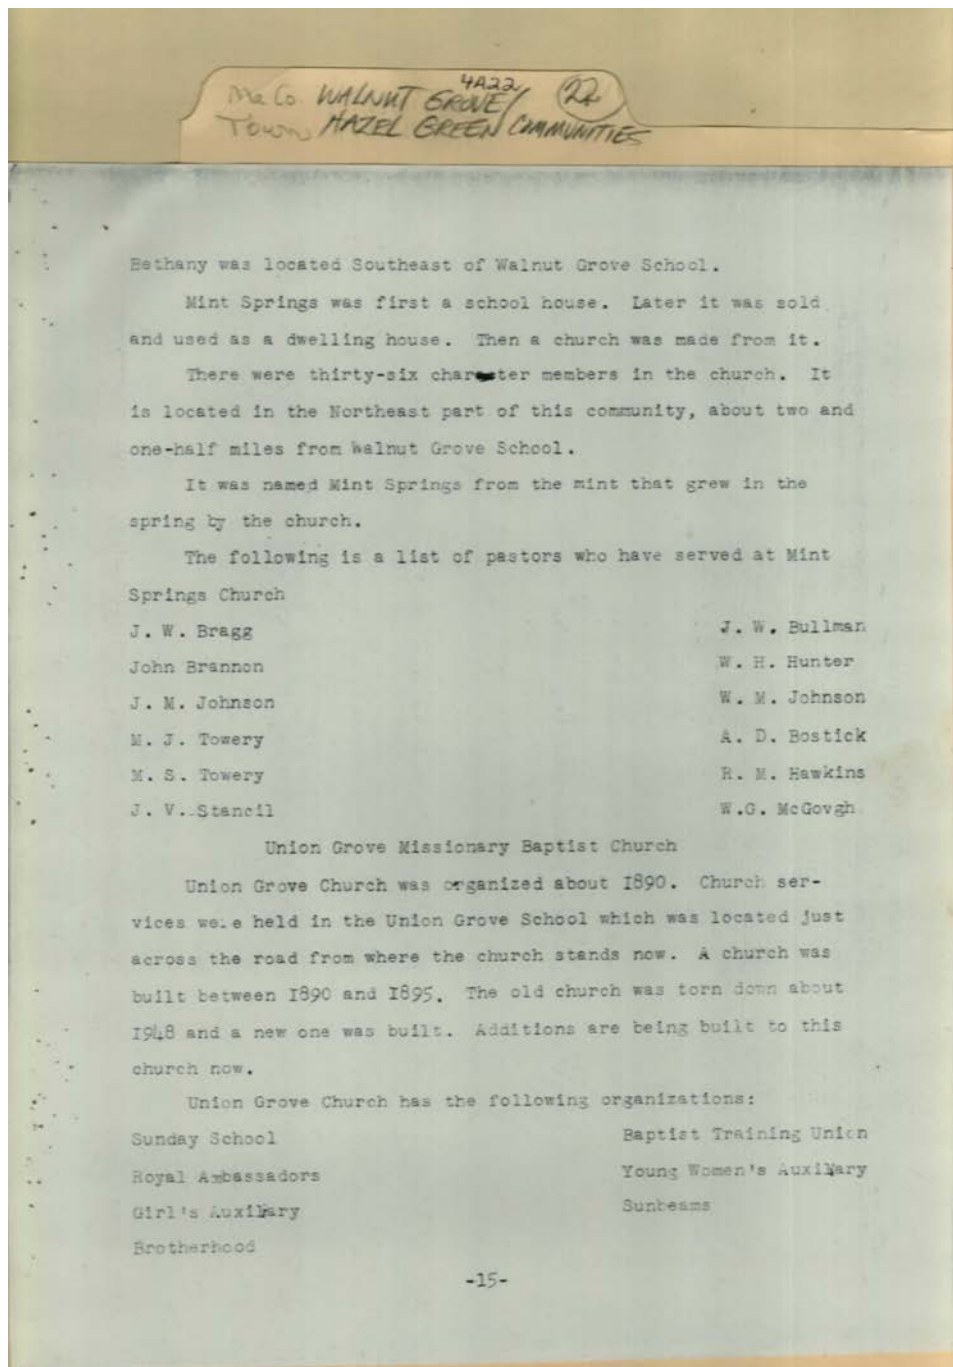 4A22
Ma Co. WALNUT GROVE/ 22
Town HAZEL GREEN COMMUNITIES
Bethany was located Southeast of Walnut Grove School.
Mint Springs was first a school house. Later it was sold
and used as a dwelling house. Then a church was made from it.
There were thirty-six charter members in the church. It
is located in the Northeast part of this community, about two and
one-half miles from Walnut Grove School.
It was named Mint Springs from the mint that grew in the
spring by the church.
The following is a list of pastors who have served at Mint
Springs Church
J. W. Bragg J. W. Bullman
John Brannon W. H. Hunter
J. M. Johnson W. M. Johnson
M. J. Towery A. D. Bostick
M. S. Towery R. M. Hawkins
J. V. Stancil W.G. McGovgh
Union Grove Missionary Baptist Church
Union Grove Church was organized about 1890. Church ser-
vices were held in the Union Grove School which was located just
across the road from where the church stands now. A church was
built between 1890 and 1895. The old church was torn down about
1948 and a new one was built. Additions are being built to this
church now.
Union Grove Church has the following organizations:
Sunday School Baptist Training Union
Royal Ambassadors Young Women's Auxilary
Girl's Auxilary Sunbeams
Brotherhood
-15-